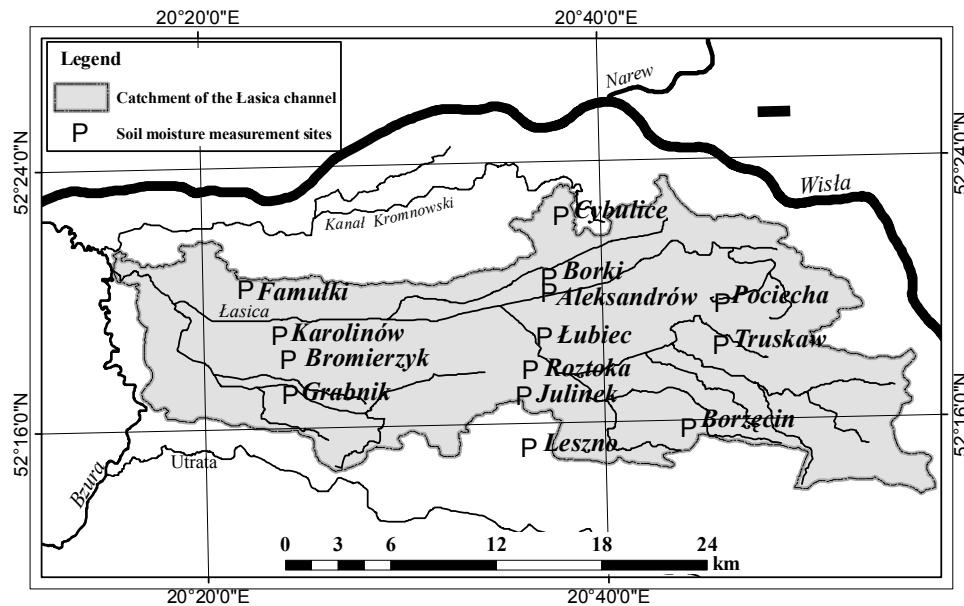 20°20'0"E
20°40'0"E
Legend
Catchment of the Łasica channel
P
Soil moisture measurement sites
Narew
52°24'0"N
52°24'0"N
Wisła
Kanał Kromnowski
P
Cybulice
P
Borki
P
Famułki
P
Aleksandrów
P
Pociecha
Łasica
P
Karolinów
P
Łubiec
P
Truskaw
P
Bromierzyk
P
Roztoka
P
Grabnik
P
Julinek
P
Borzęcin
52°16'0"N
52°16'0"N
P
Leszno
Utrata
Bzura
0 3 6 12 18 24
km
20°20'0"E
20°40'0"E